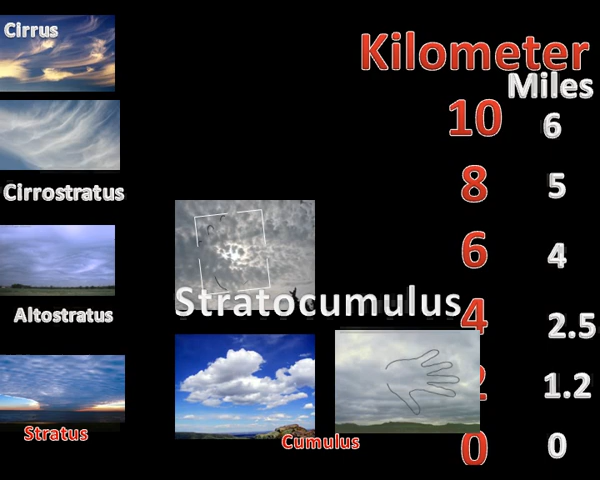 Cirrus
Kilometer
Miles
10 6
Cirrostratus
8 5
6 4
Stratocumulus
Altostratus
4 2.5
2 1.2
Stratus
Cumulus
0 0